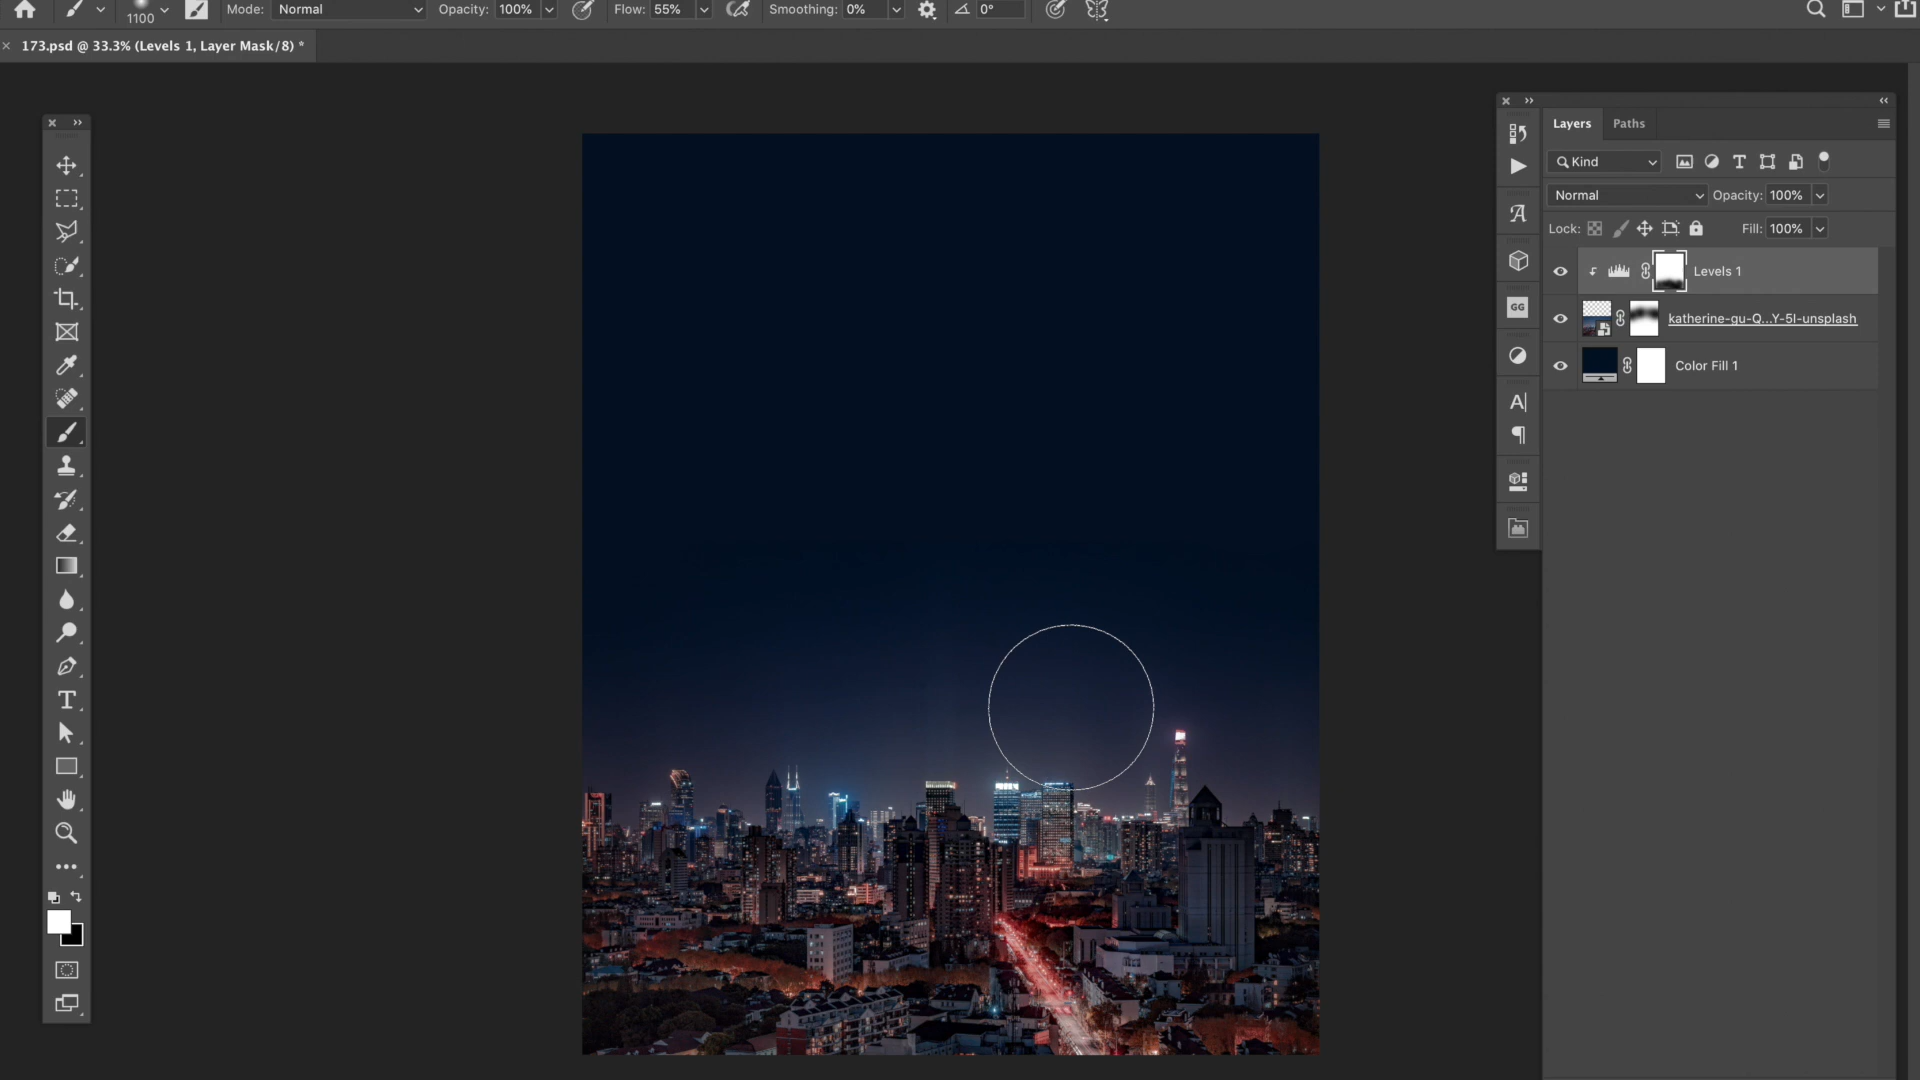 Mode: Normal Opacity: 100% Flow: 55% Smoothing: 0% 0°
1100
173.psd @ 33.3% (Levels 1, Layer Mask/8) *
Layers Paths
Kind
Normal Opacity: 100%
Lock: Fill: 100%
Levels 1
katherine-gu-Q...Y-5I-unsplash
Color Fill 1
GG